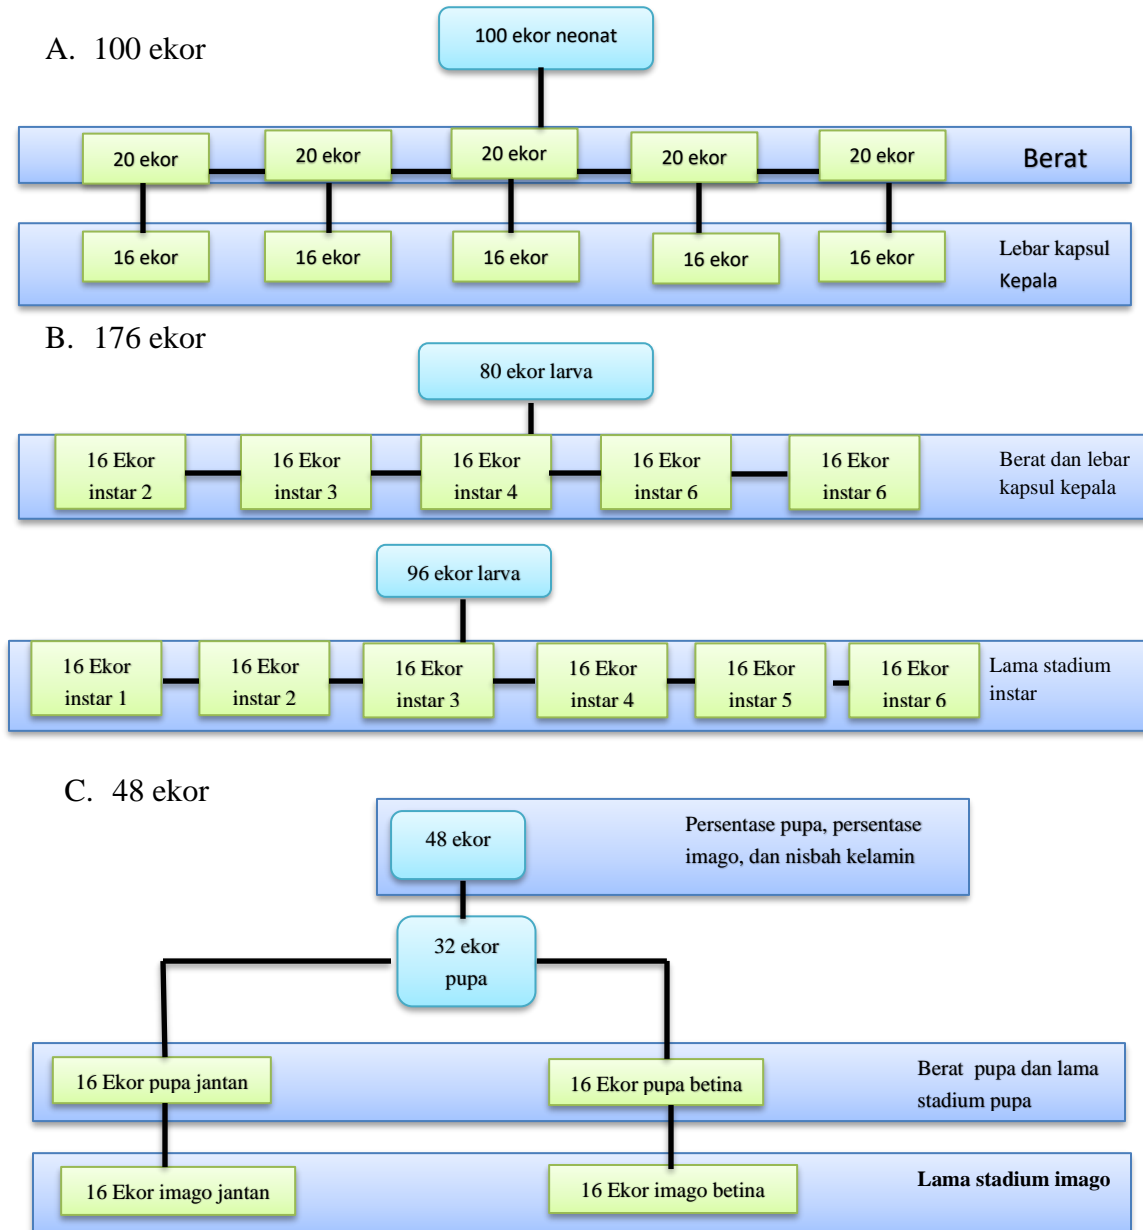 A. 100 ekor
100 ekor neonat
20 ekor
20 ekor
20 ekor
20 ekor
20 ekor
Berat
16 ekor
16 ekor
16 ekor
16 ekor
16 ekor
Lebar kapsul
Kepala
B. 176 ekor
80 ekor larva
16 Ekor
instar 2
16 Ekor
instar 3
16 Ekor
instar 4
16 Ekor
instar 6
16 Ekor
instar 6
Berat dan lebar
kapsul kepala
96 ekor larva
16 Ekor
instar 1
16 Ekor
instar 2
16 Ekor
instar 3
16 Ekor
instar 4
16 Ekor
instar 5
16 Ekor
instar 6
Lama stadium
instar
C. 48 ekor
48 ekor
Persentase pupa, persentase
imago, dan nisbah kelamin
32 ekor
pupa
16 Ekor pupa jantan
16 Ekor pupa betina
Berat pupa dan lama
stadium pupa
16 Ekor imago jantan
16 Ekor imago betina
Lama stadium imago